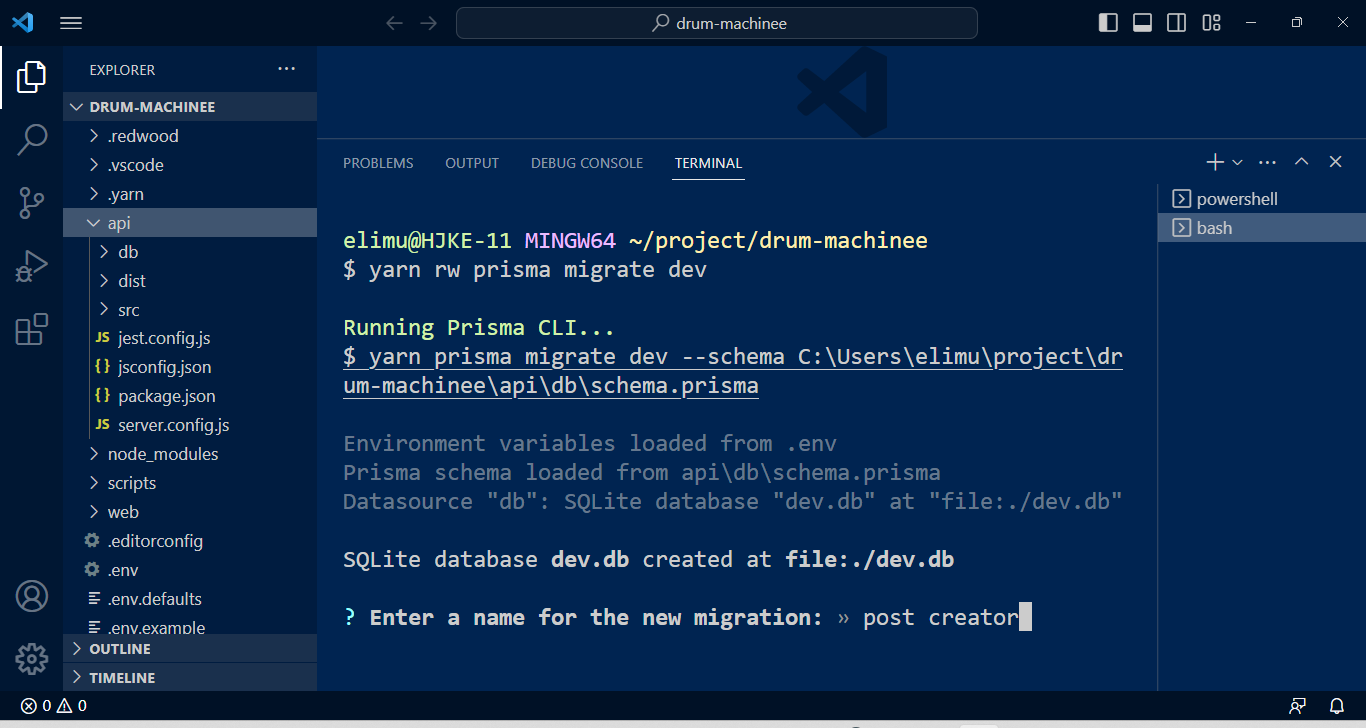 drum-machinee
EXPLORER
DRUM-MACHINEE
.redwood
.vscode
.yarn
api
db
dist
src
JS jest.config.js
{} jsconfig.json
{} package.json
JS server.config.js
node_modules
scripts
web
.editorconfig
.env
.env.defaults
.env.example
OUTLINE
TIMELINE
PROBLEMS OUTPUT DEBUG CONSOLE TERMINAL
elimu@HJKE-11 MINGW64 ~/project/drum-machinee
$ yarn rw prisma migrate dev
Running Prisma CLI...
$ yarn prisma migrate dev --schema C:\Users\elimu\project\dr
um-machinee\api\db\schema.prisma
Environment variables loaded from .env
Prisma schema loaded from api\db\schema.prisma
Datasource "db": SQLite database "dev.db" at "file:./dev.db"
SQLite database dev.db created at file:./dev.db
? Enter a name for the new migration: » post creator
powershell
bash
0 0